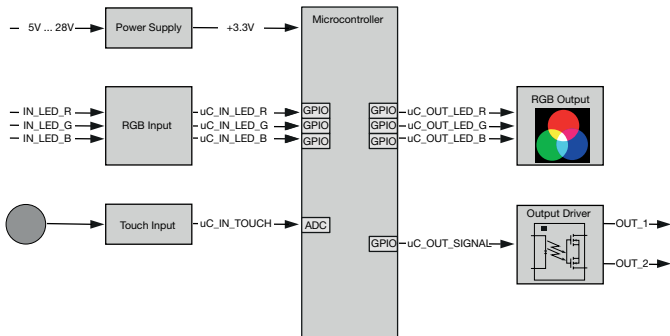 Microcontroller
5V ... 28V
Power Supply
+3.3V
IN_LED_R
IN_LED_G
IN_LED_B
RGB Input
uC_IN_LED_R
uC_IN_LED_G
uC_IN_LED_B
GPIO
GPIO
GPIO
GPIO
GPIO
GPIO
uC_OUT_LED_R
uC_OUT_LED_G
uC_OUT_LED_B
RGB Output
Touch Input
uC_IN_TOUCH
ADC
GPIO
uC_OUT_SIGNAL
Output Driver
OUT_1
OUT_2